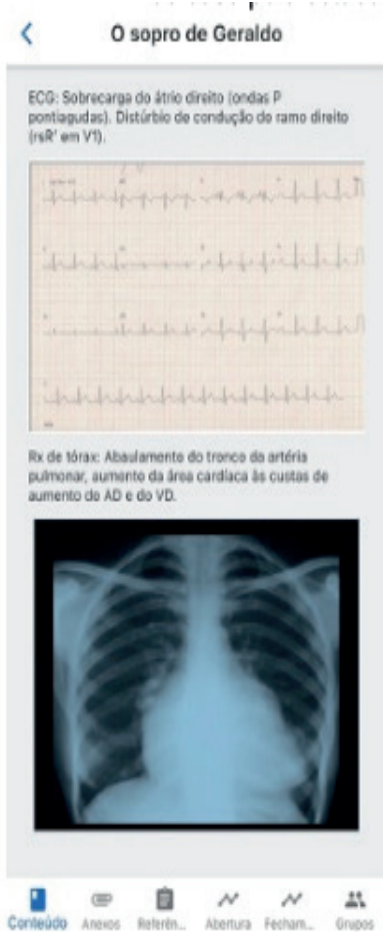 O sopro de Geraldo
ECG: Sobrecarga do átrio direito (ondas P
pontiagudas). Distúrbio de condução do ramo direito
(rsR' em V1).
Rx de tórax: Abaulamento do tronco da artéria
pulmonar, aumento da área cardíaca às custas de
aumento do AD e do VD.
Conteúdo Anexos Referên... Abertura Fecham... Grupos